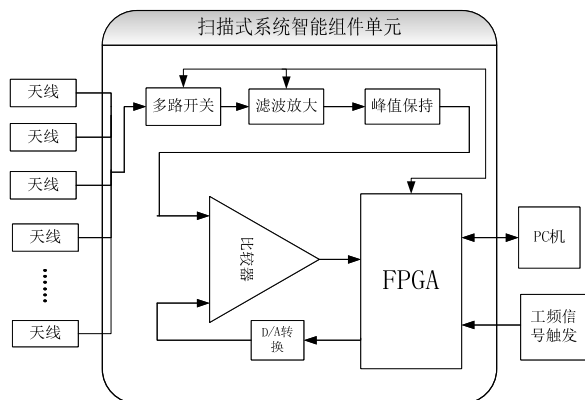 扫描式系统智能组件单元
天线
天线
天线
天线
......
天线
多路开关
滤波放大
峰值保持
比较器
FPGA
D/A转
换
PC机
工频信
号触发